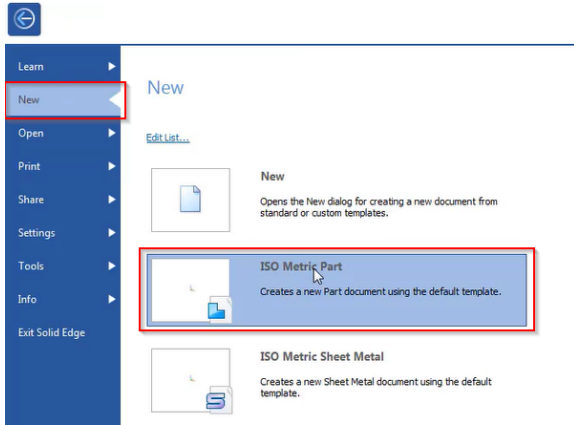 Learn
New
Open
Print
Share
Settings
Tools
Info
Exit Solid Edge
New
Edit List...
New
Opens the New dialog for creating a new document from
standard or custom templates.
ISO Metric Part
Creates a new Part document using the default template.
ISO Metric Sheet Metal
Creates a new Sheet Metal document using the default
template.